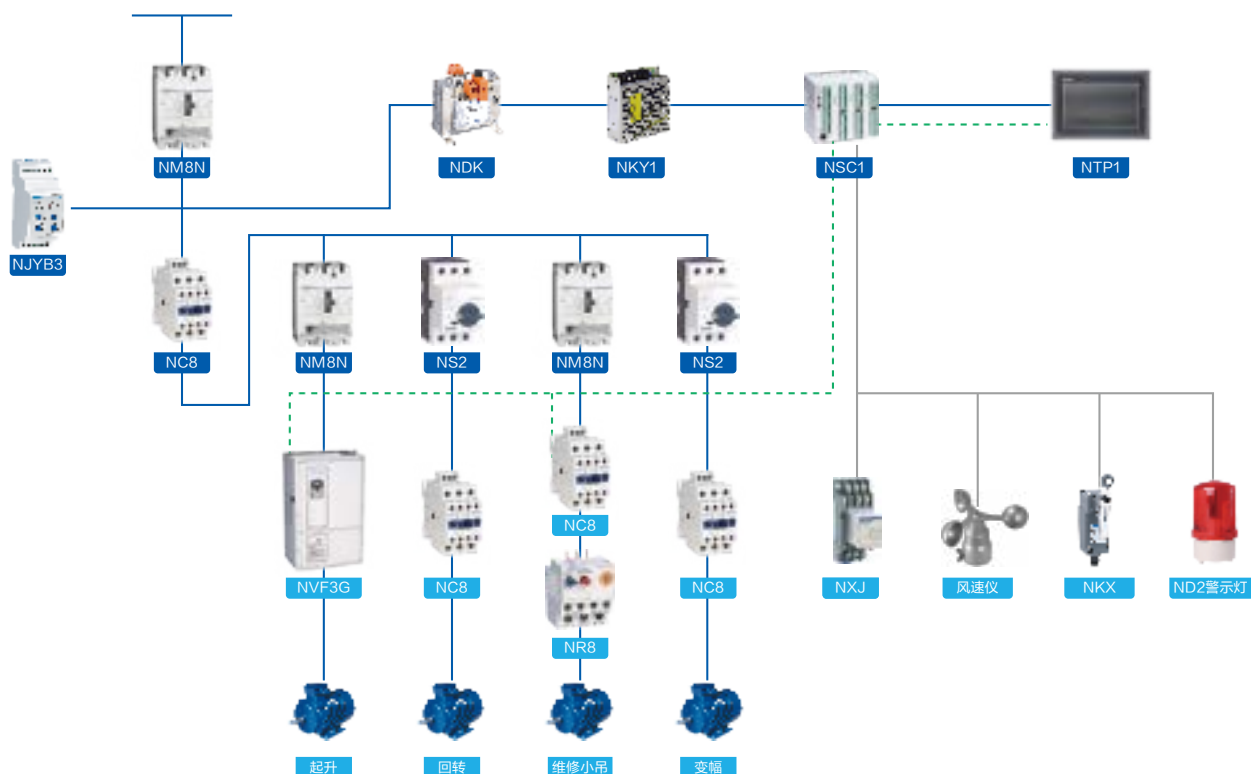 NM8N
NDK
NKY1
NSC1
NTP1
NJYB3
NC8
NM8N
NS2
NM8N
NS2
NC8
NVF3G
NC8
NC8
NXJ
风速仪
NKX
ND2警示灯
NR8
起升
回转
维修小吊
变幅